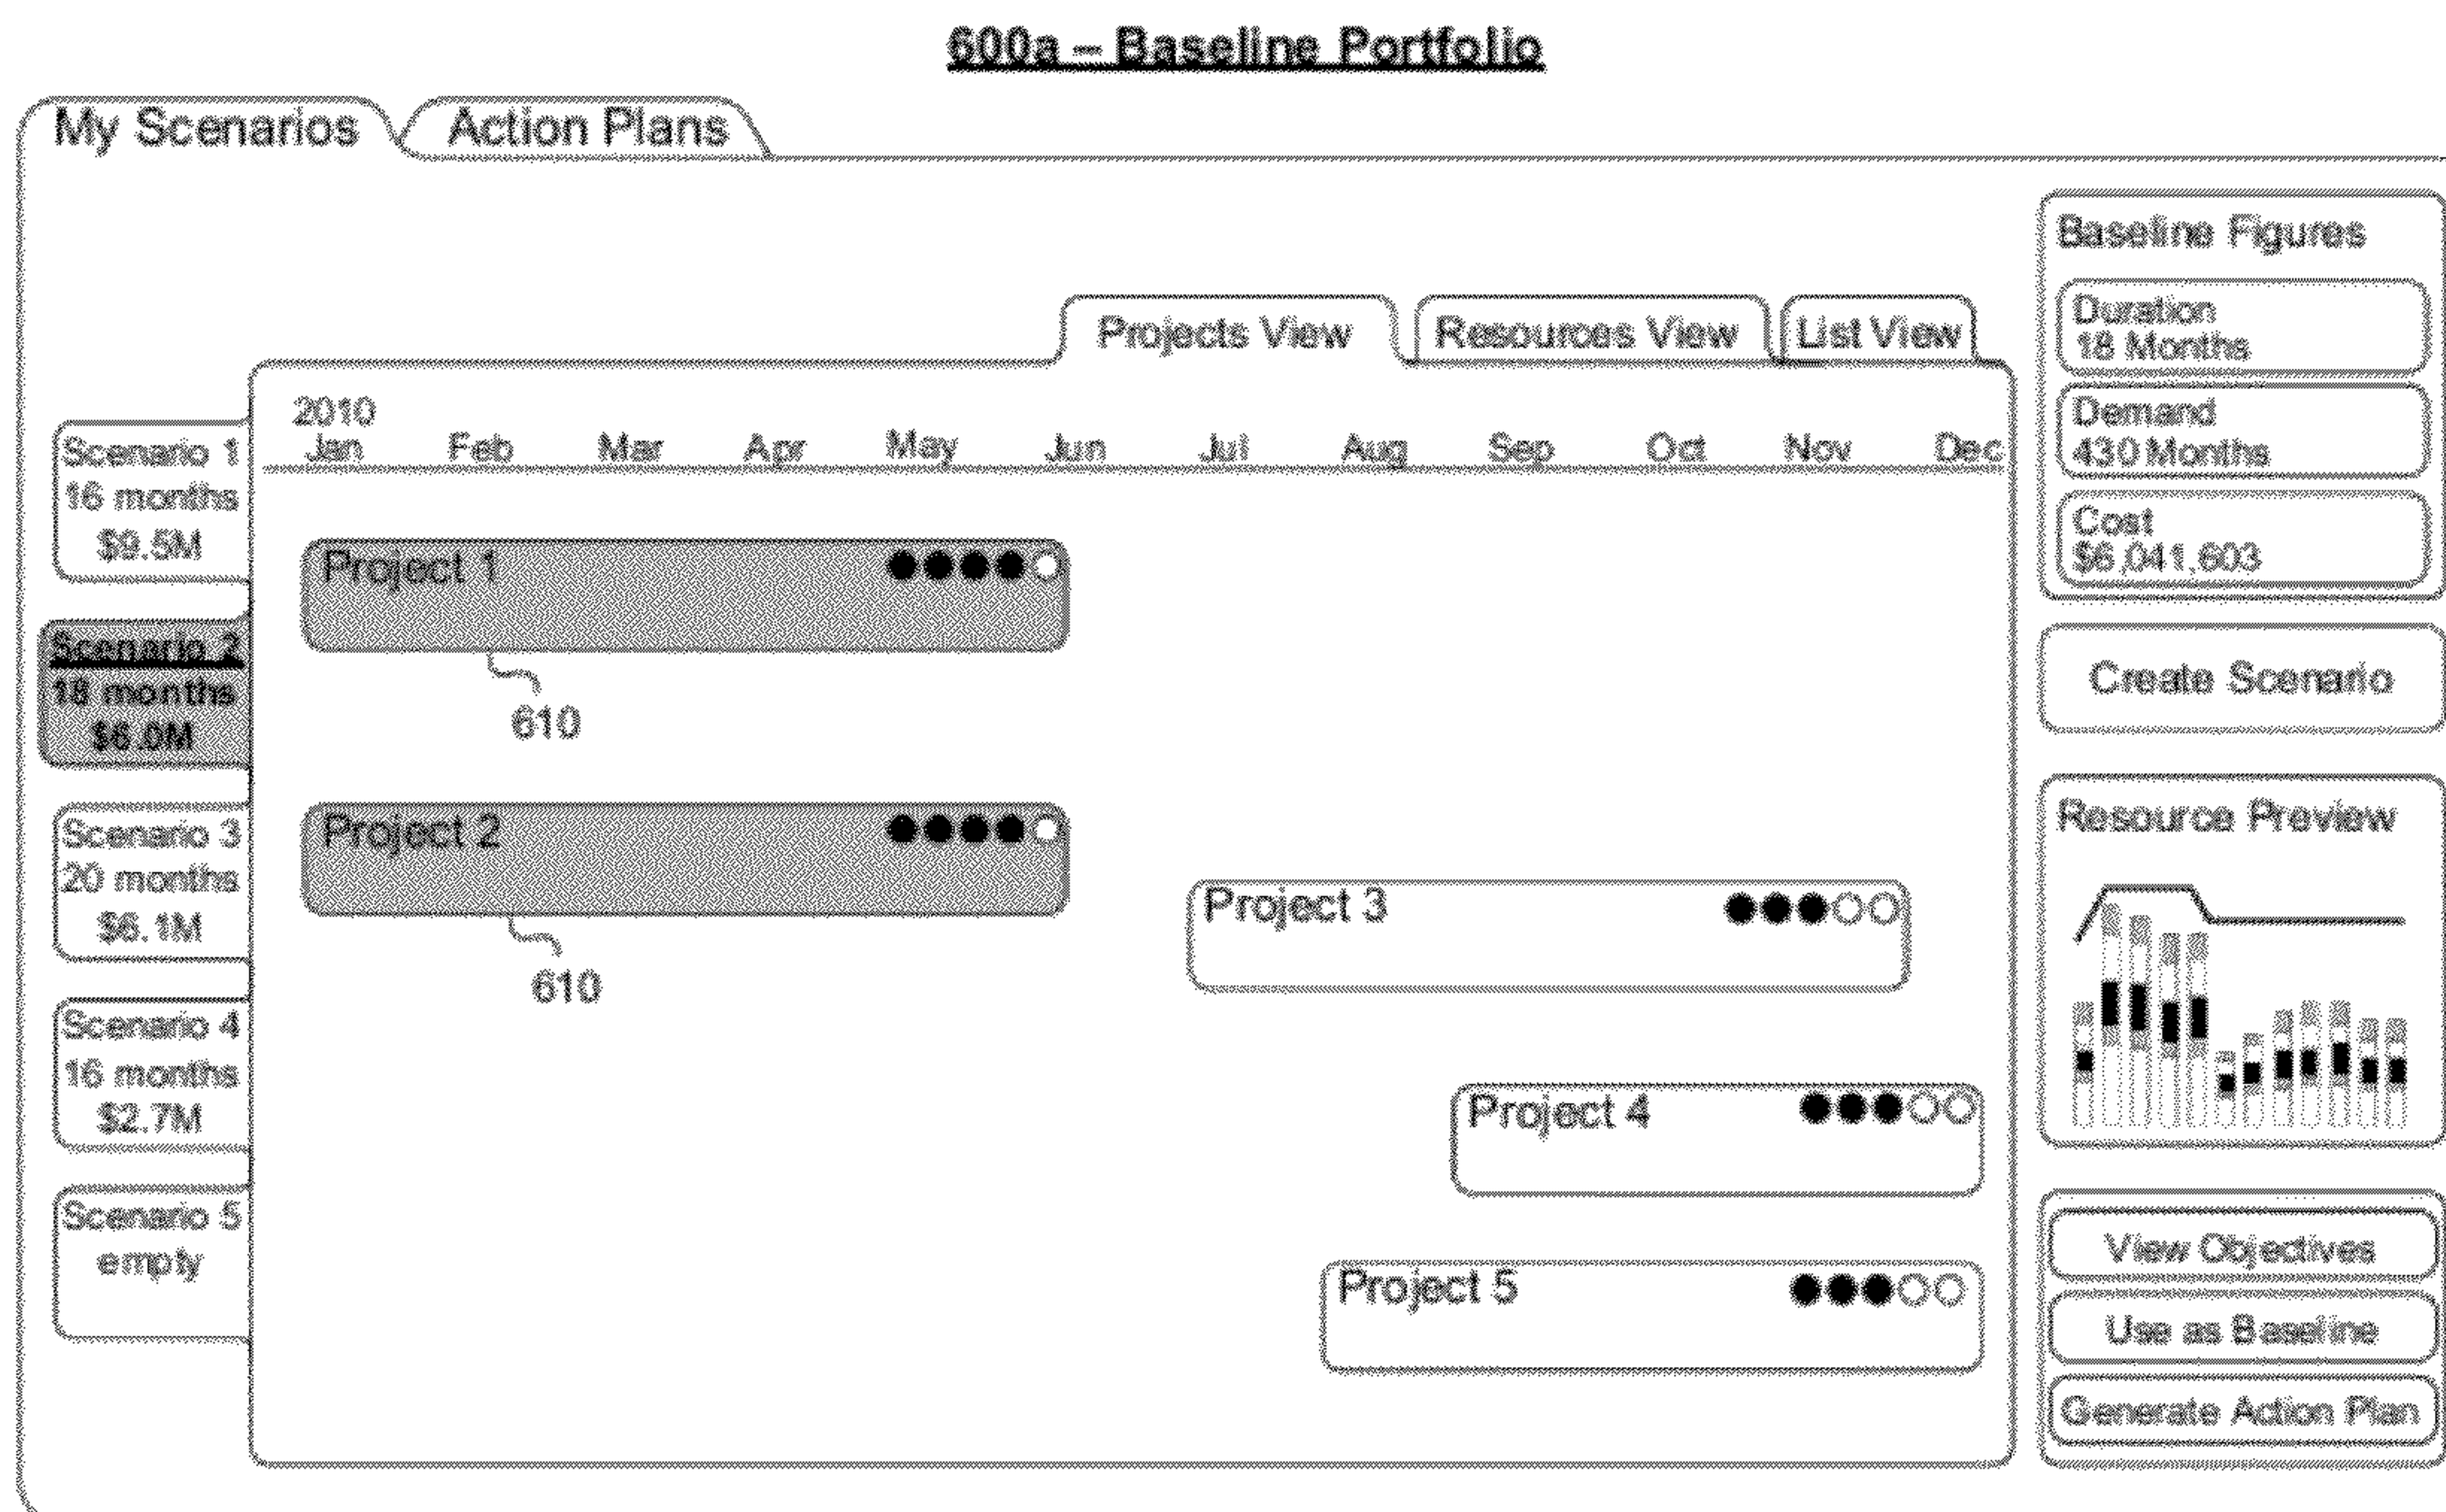 600a – Baseline Portfolio
My Scenarios
Action Plans
Projects View
Resources View
List View
2010
Jan Feb Mar Apr May Jun Jul Aug Sep Oct Nov Dec
Scenario 1
16 months
$9.5M
Scenario 2
18 months
$6.0M
Scenario 3
20 months
$6.1M
Scenario 4
16 months
$2.7M
Scenario 5
empty
Project 1
610
Project 2
610
Project 3
Project 4
Project 5
Baseline Figures
Duration
18 Months
Demand
430 Months
Cost
$6,041,603
Create Scenario
Resource Preview
View Objectives
Use as Baseline
Generate Action Plan